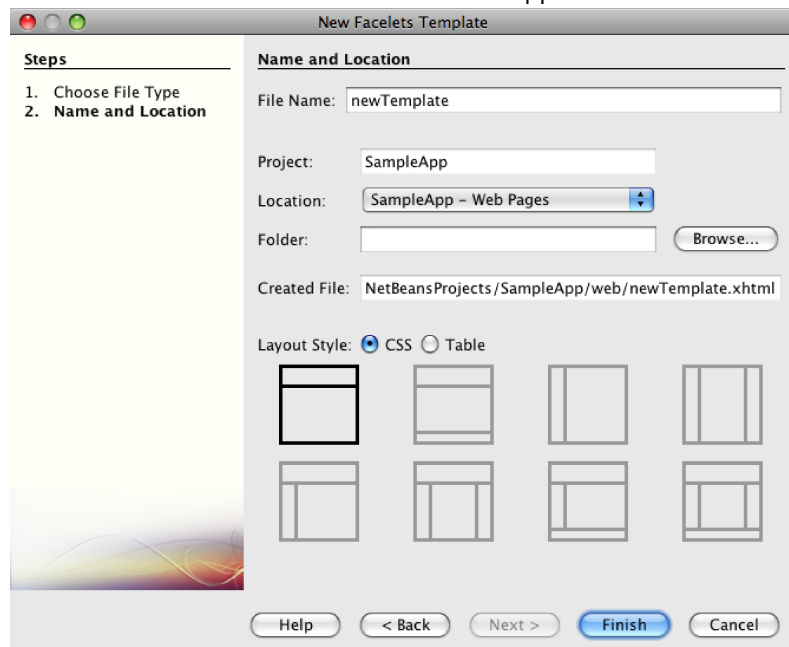 New Facelets Template
Steps
1. Choose File Type
2. Name and Location
Name and Location
File Name: newTemplate
Project: SampleApp
Location: SampleApp – Web Pages
Folder: Browse...
Created File: NetBeansProjects/SampleApp/web/newTemplate.xhtml
Layout Style: CSS Table
Help < Back Next > Finish Cancel